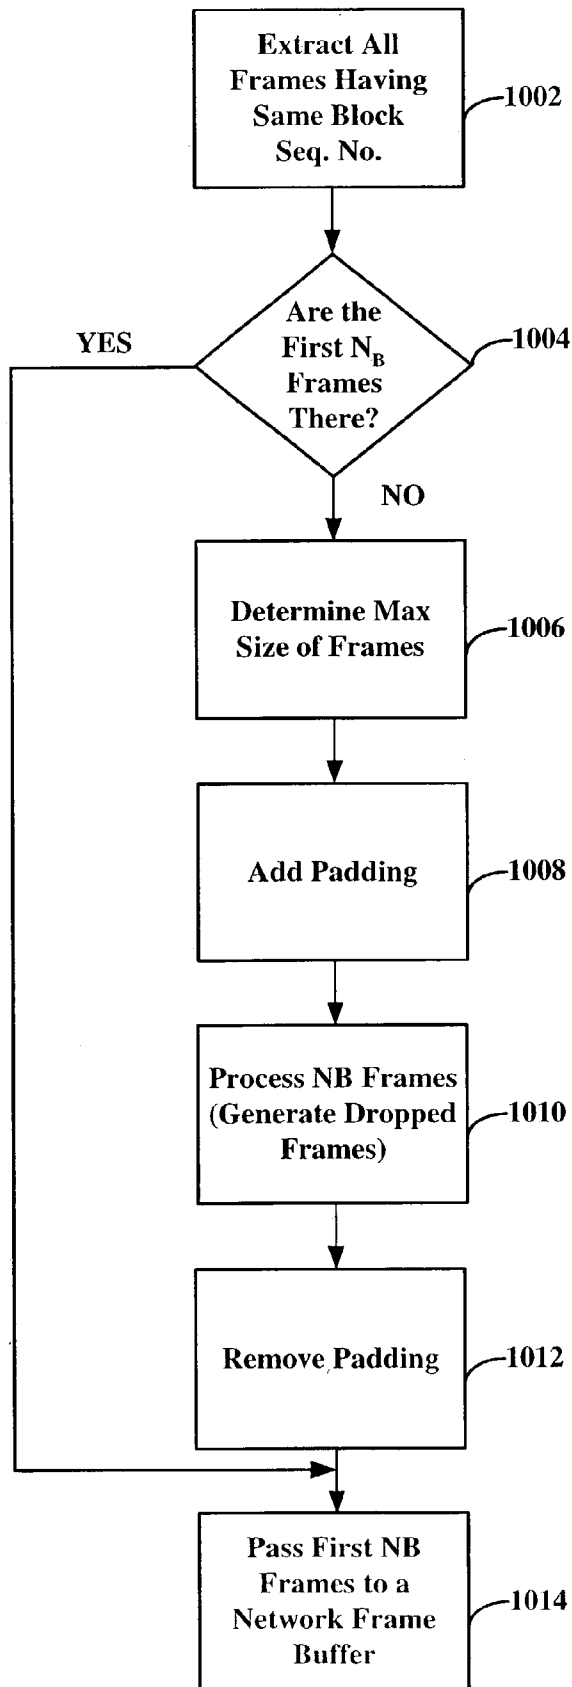 Extract All
Frames Having
Same Block
Seq. No.
1002
Are the
First N_B
Frames
There?
1004
YES
NO
Determine Max
Size of Frames
1006
Add Padding
1008
Process NB Frames
(Generate Dropped
Frames)
1010
Remove Padding
1012
Pass First NB
Frames to a
Network Frame
Buffer
1014